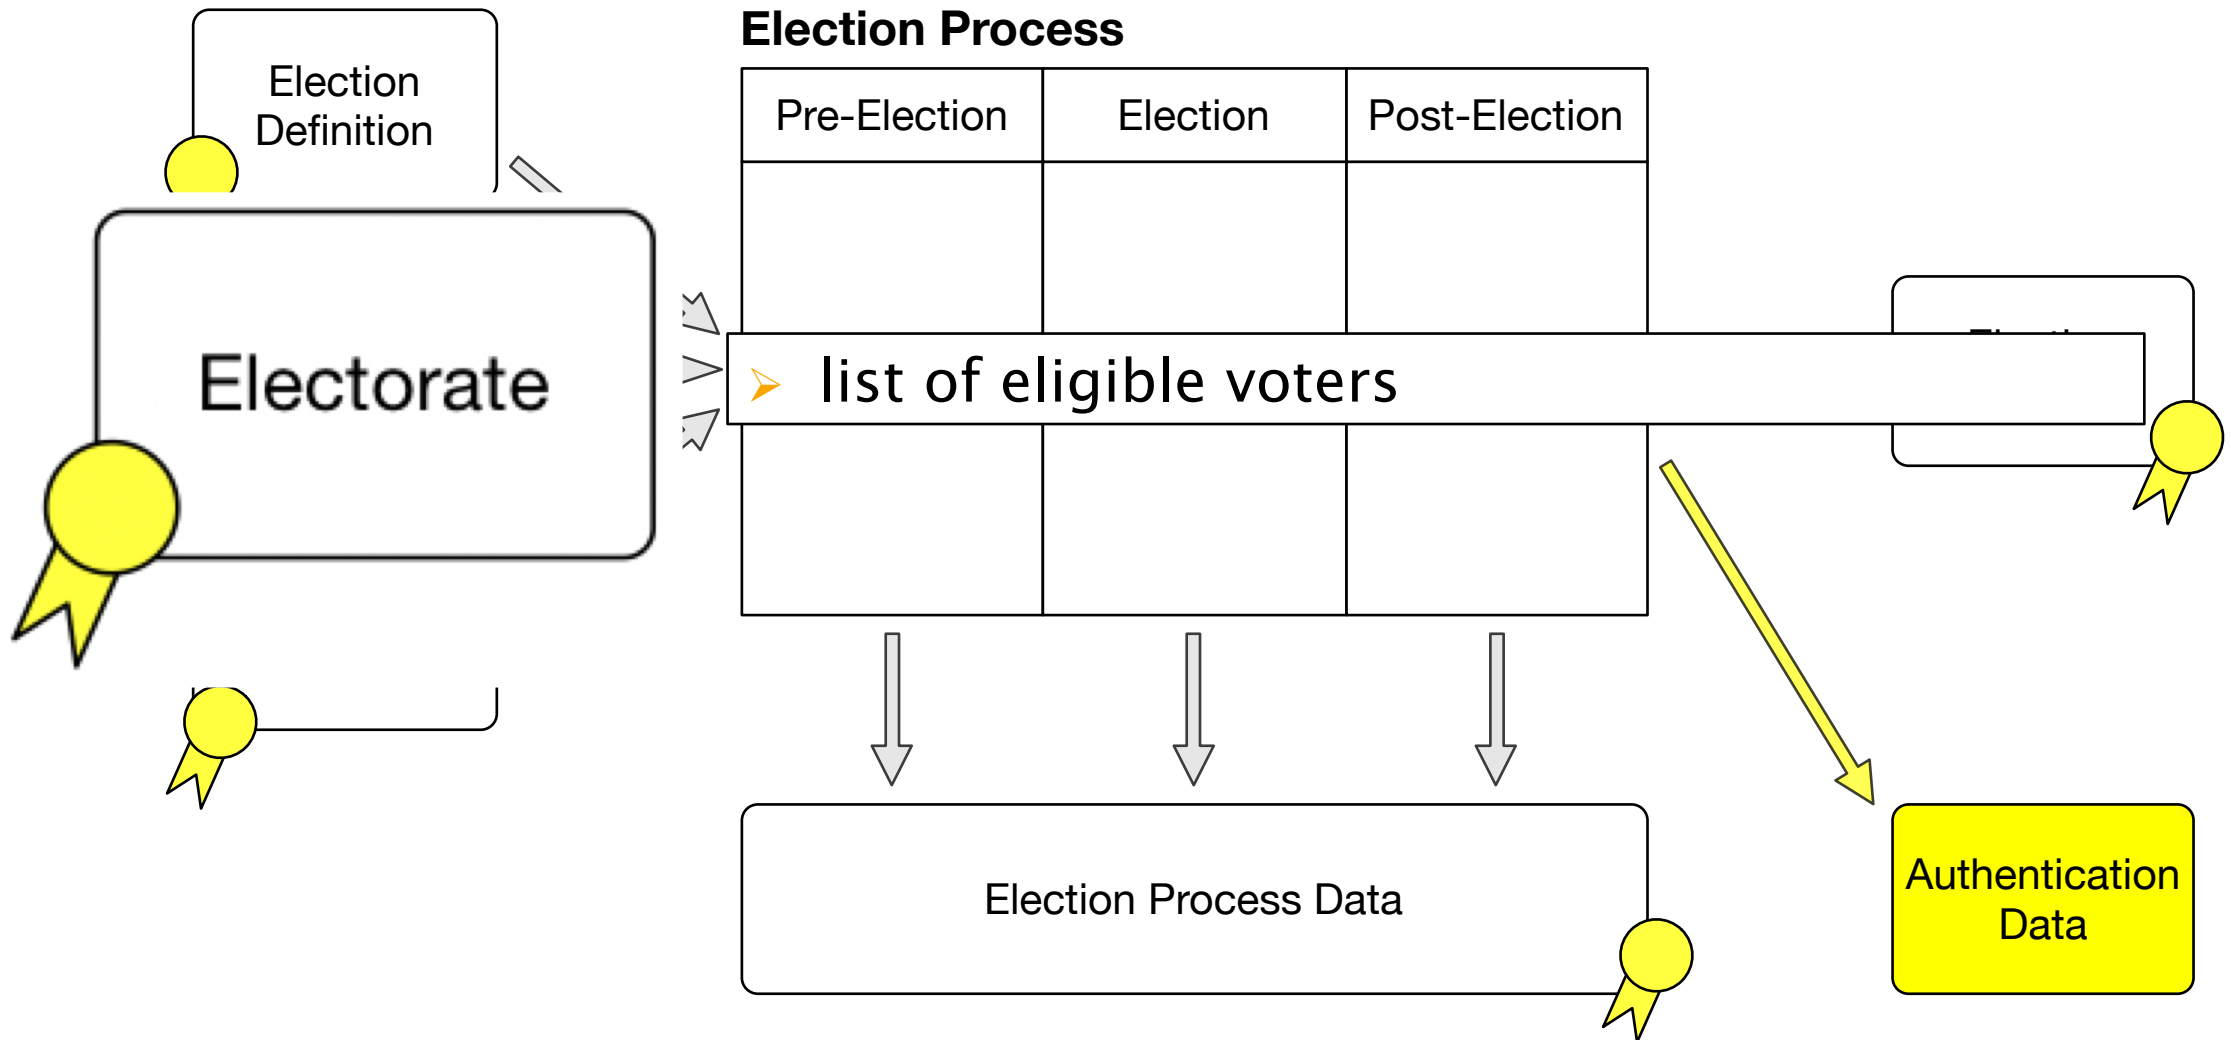 Election Process
Election
Definition
Pre-Election
Election
Post-Election
Electorate
list of eligible voters
Election Process Data
Authentication
Data